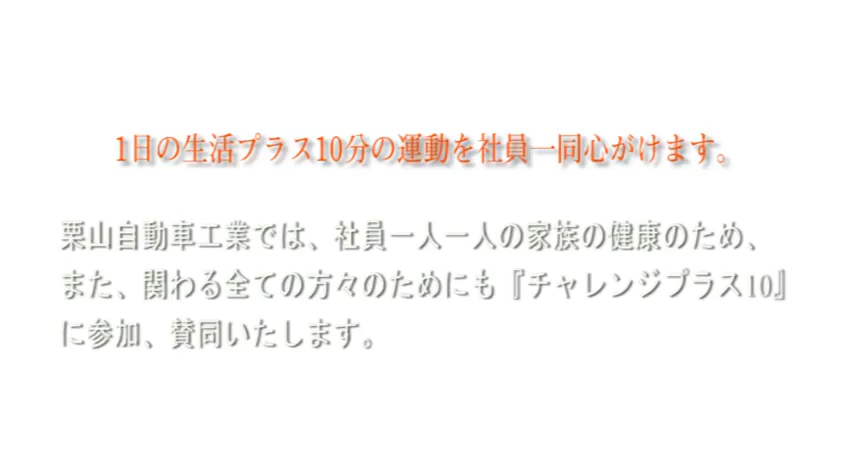 1日の生活プラス10分の運動を社員一同心がけます。
栗山自動車工業では、社員一人一人の家族の健康のため、
また、関わる全ての方々のためにも『チャレンジプラス10』
に参加、賛同いたします。